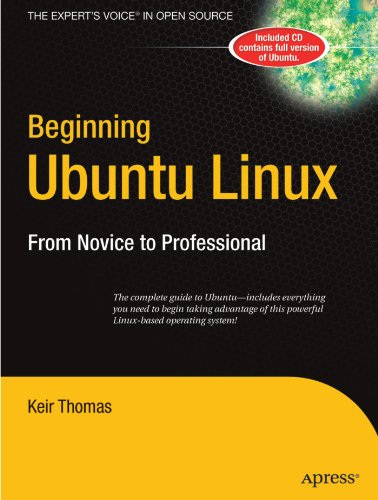 THE EXPERT'S VOICE® IN OPEN SOURCE
Included CD
contains full version
of Ubuntu.
Beginning
Ubuntu Linux
From Novice to Professional
The complete guide to Ubuntu—includes everything
you need to begin taking advantage of this powerful
Linux-based operating system!
Keir Thomas
Apress®